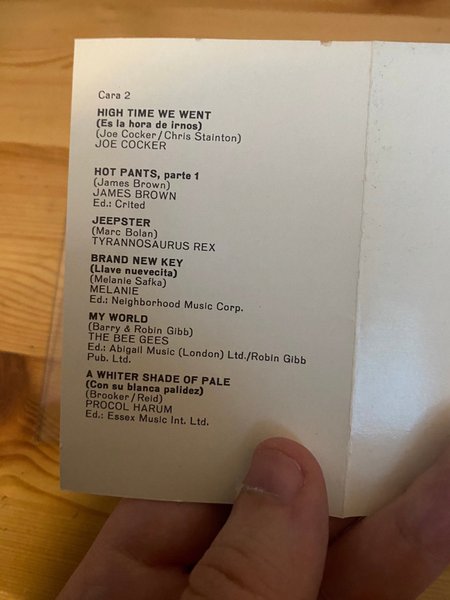 Cara 2
HIGH TIME WE WENT
(Es la hora de irnos)
(Joe Cocker/Chris Stainton)
JOE COCKER
HOT PANTS, parte 1
(James Brown)
JAMES BROWN
Ed.: Crited
JEEPSTER
(Marc Bolan)
TYRANNOSAURUS REX
BRAND NEW KEY
(Llave nuevecita)
(Melanie Safka)
MELANIE
Ed.: Neighborhood Music Corp.
MY WORLD
(Barry & Robin Gibb)
THE BEE GEES
Ed.: Abigail Music (London) Ltd./Robin Gibb
Pub. Ltd.
A WHITER SHADE OF PALE
(Con su blanca palidez)
(Brooker/Reid)
PROCOL HARUM
Ed.: Essex Music Int. Ltd.